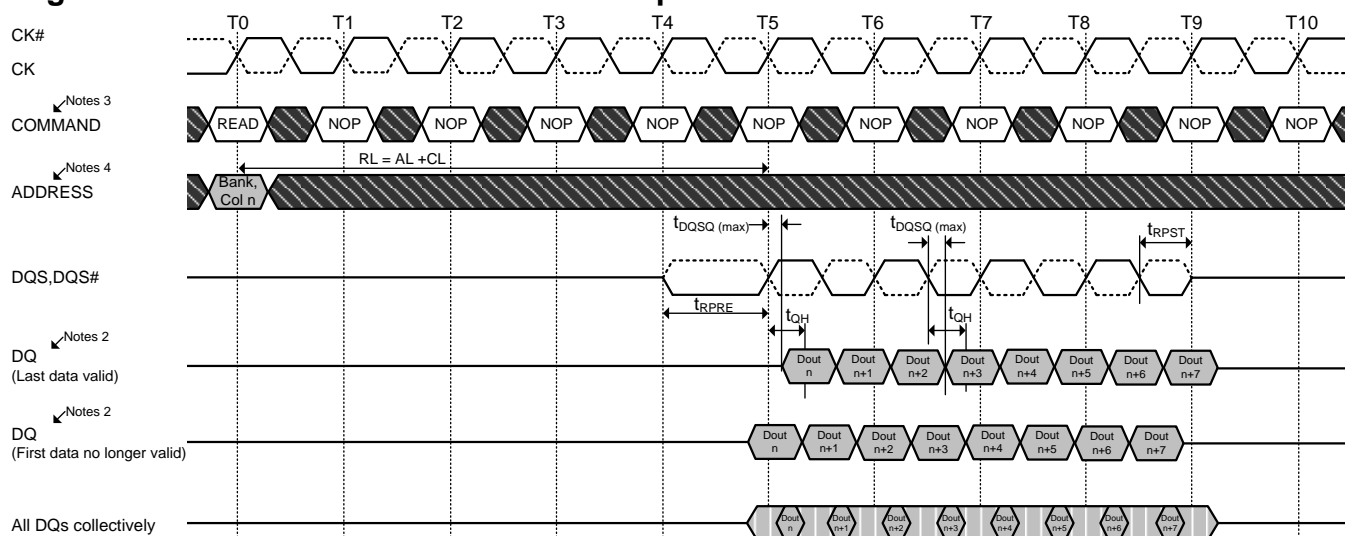 T0 T1 T2 T3 T4 T5 T6 T7 T8 T9 T10
CK#
CK
Notes 3
COMMAND
READ NOP NOP NOP NOP NOP NOP NOP NOP NOP NOP
RL = AL +CL
Notes 4
ADDRESS
Bank,
Col n
tDQSQ (max)
tDQSQ (max)
tRPST
DQS,DQS#
tRPRE
tQH
tQH
Notes 2
DQ
(Last data valid)
Dout n Dout n+1 Dout n+2 Dout n+3 Dout n+4 Dout n+5 Dout n+6 Dout n+7
Notes 2
DQ
(First data no longer valid)
Dout n Dout n+1 Dout n+2 Dout n+3 Dout n+4 Dout n+5 Dout n+6 Dout n+7
All DQs collectively
Dout n Dout n+1 Dout n+2 Dout n+3 Dout n+4 Dout n+5 Dout n+6 Dout n+7